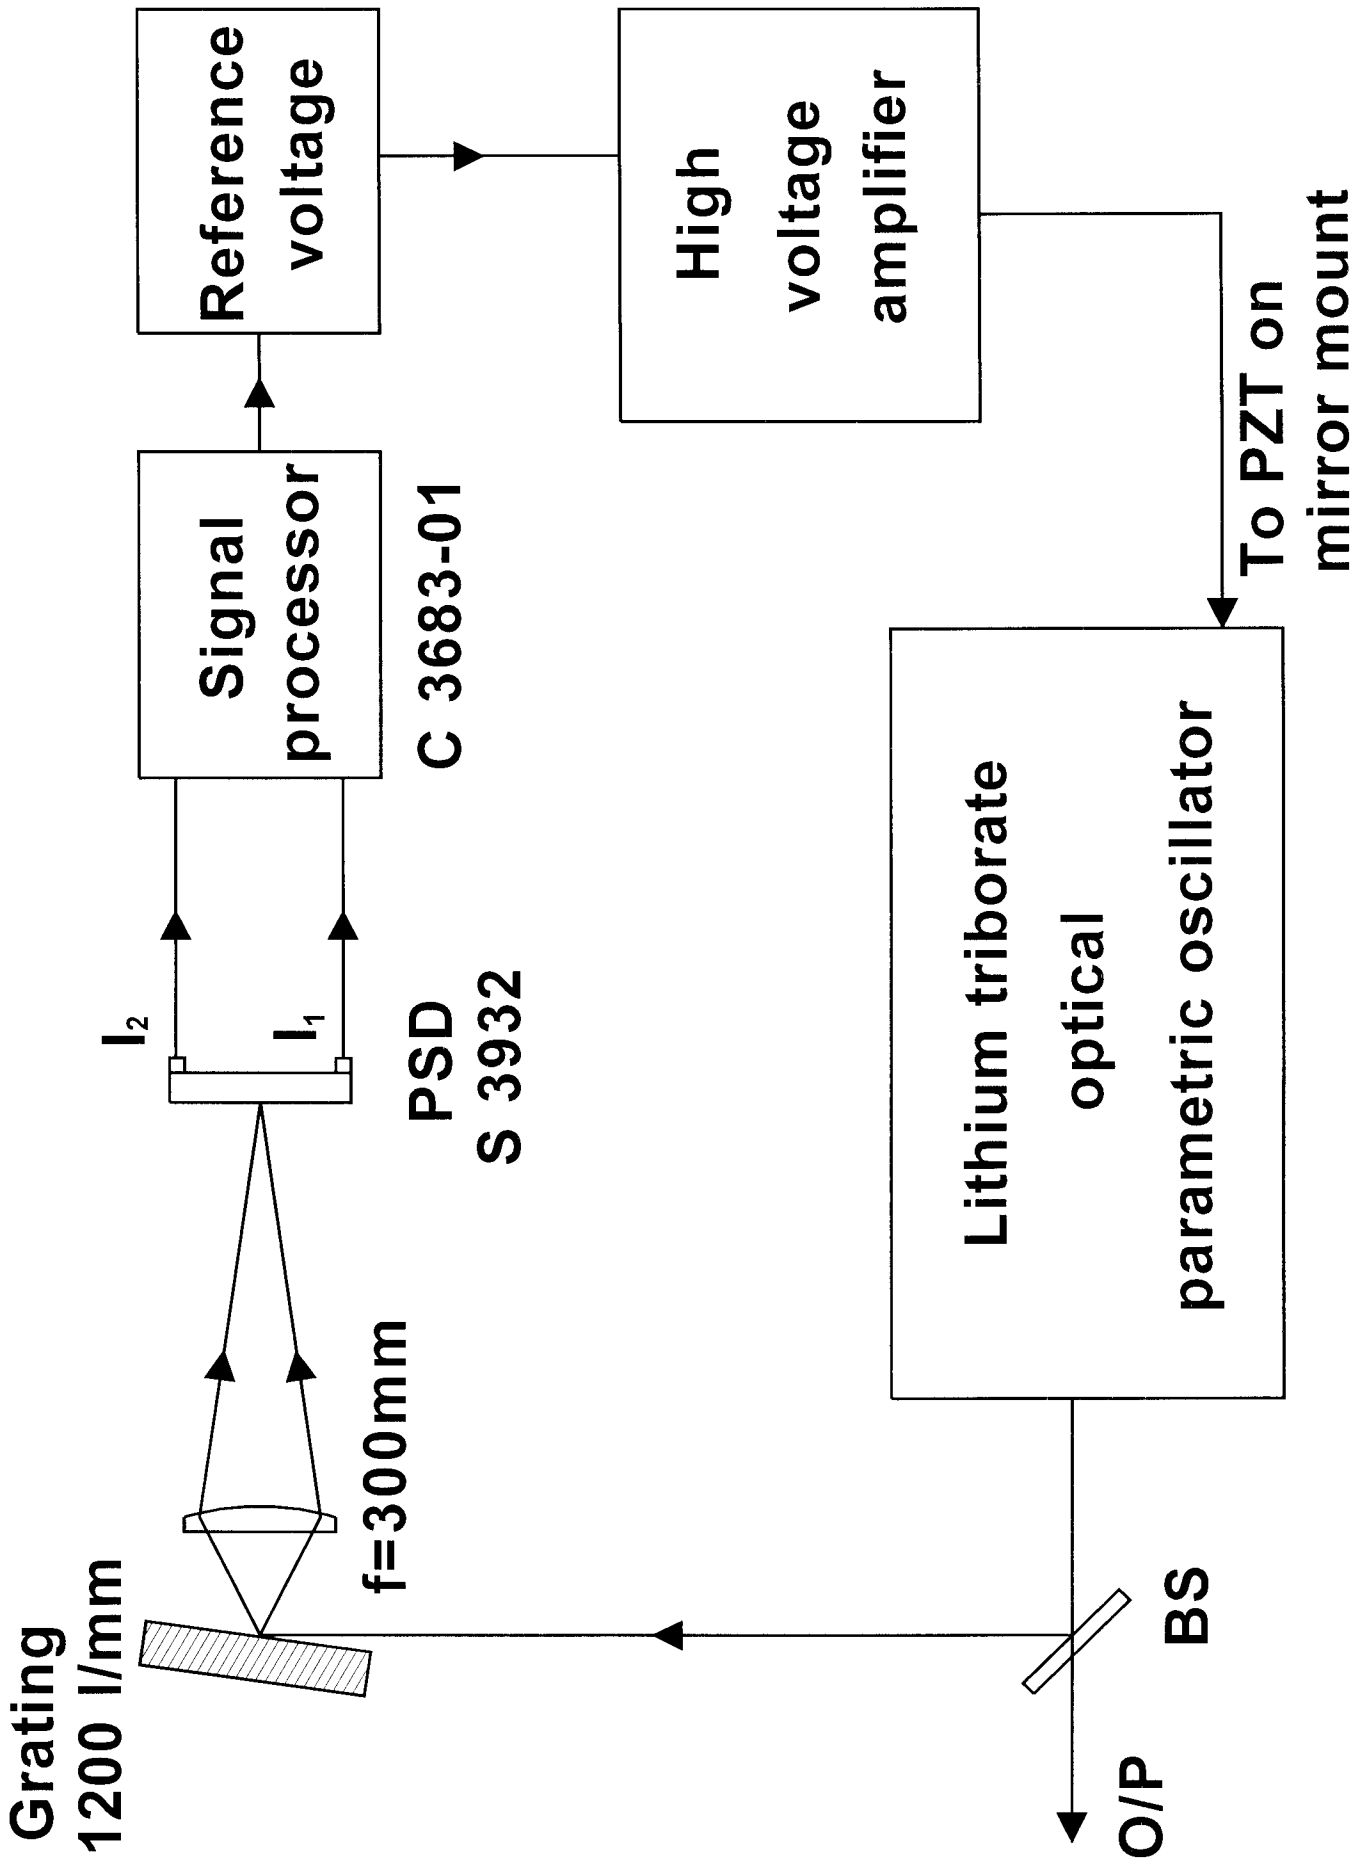 Grating
1200 l/mm
f=300mm
I2
I1
PSD
S 3932
Signal
processor
C 3683-01
Reference
voltage
High
voltage
amplifier
To PZT on
mirror mount
Lithium triborate
optical
parametric oscillator
BS
O/P